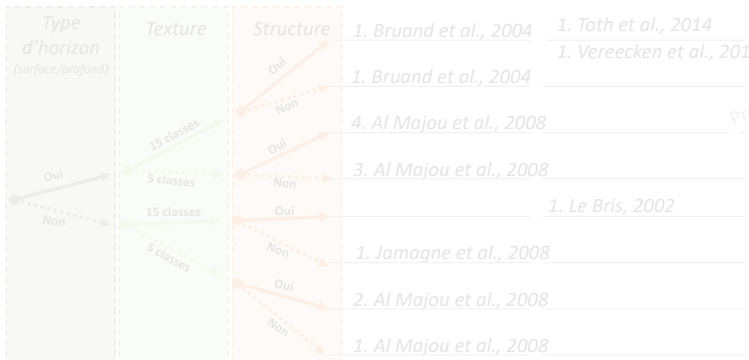 Type
d’horizon
(surface/profond)
Texture
Structure
1. Bruand et al., 2004
1. Toth et al., 2014
1. Vereecken et al., 201
Oui
1. Bruand et al., 2004
Non
15 classes
4. Al Majou et al., 2008
Oui
Oui
5 classes
Non
3. Al Majou et al., 2008
Non
15 classes
Oui
1. Le Bris, 2002
5 classes
Non
1. Jamagne et al., 2008
Oui
2. Al Majou et al., 2008
Non
1. Al Majou et al., 2008